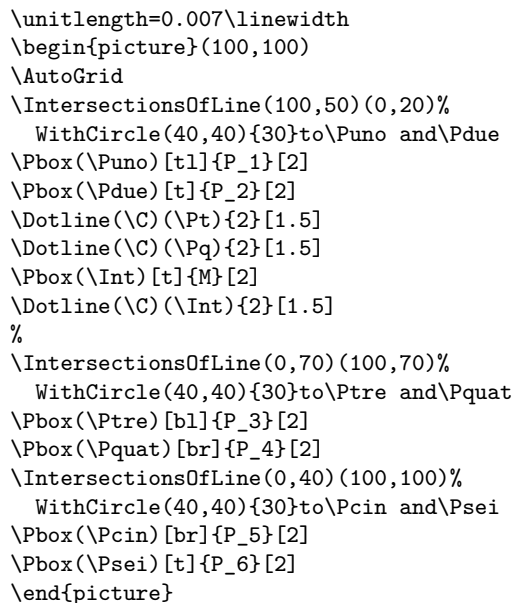 \unitlength=0.007\linewidth
\begin{picture}(100,100)
\AutoGrid
\IntersectionsOfLine(100,50)(0,20)%
  WithCircle(40,40){30}to\Puno and\Pdue
\Pbox(\Puno)[tl]{P_1}[2]
\Pbox(\Pdue)[t]{P_2}[2]
\Dotline(\C)(\Pt){2}[1.5]
\Dotline(\C)(\Pq){2}[1.5]
\Pbox(\Int)[t]{M}[2]
\Dotline(\C)(\Int){2}[1.5]
%
\IntersectionsOfLine(0,70)(100,70)%
  WithCircle(40,40){30}to\Ptre and\Pquat
\Pbox(\Ptre)[bl]{P_3}[2]
\Pbox(\Pquat)[br]{P_4}[2]
\IntersectionsOfLine(0,40)(100,100)%
  WithCircle(40,40){30}to\Pcin and\Psei
\Pbox(\Pcin)[br]{P_5}[2]
\Pbox(\Psei)[t]{P_6}[2]
\end{picture}